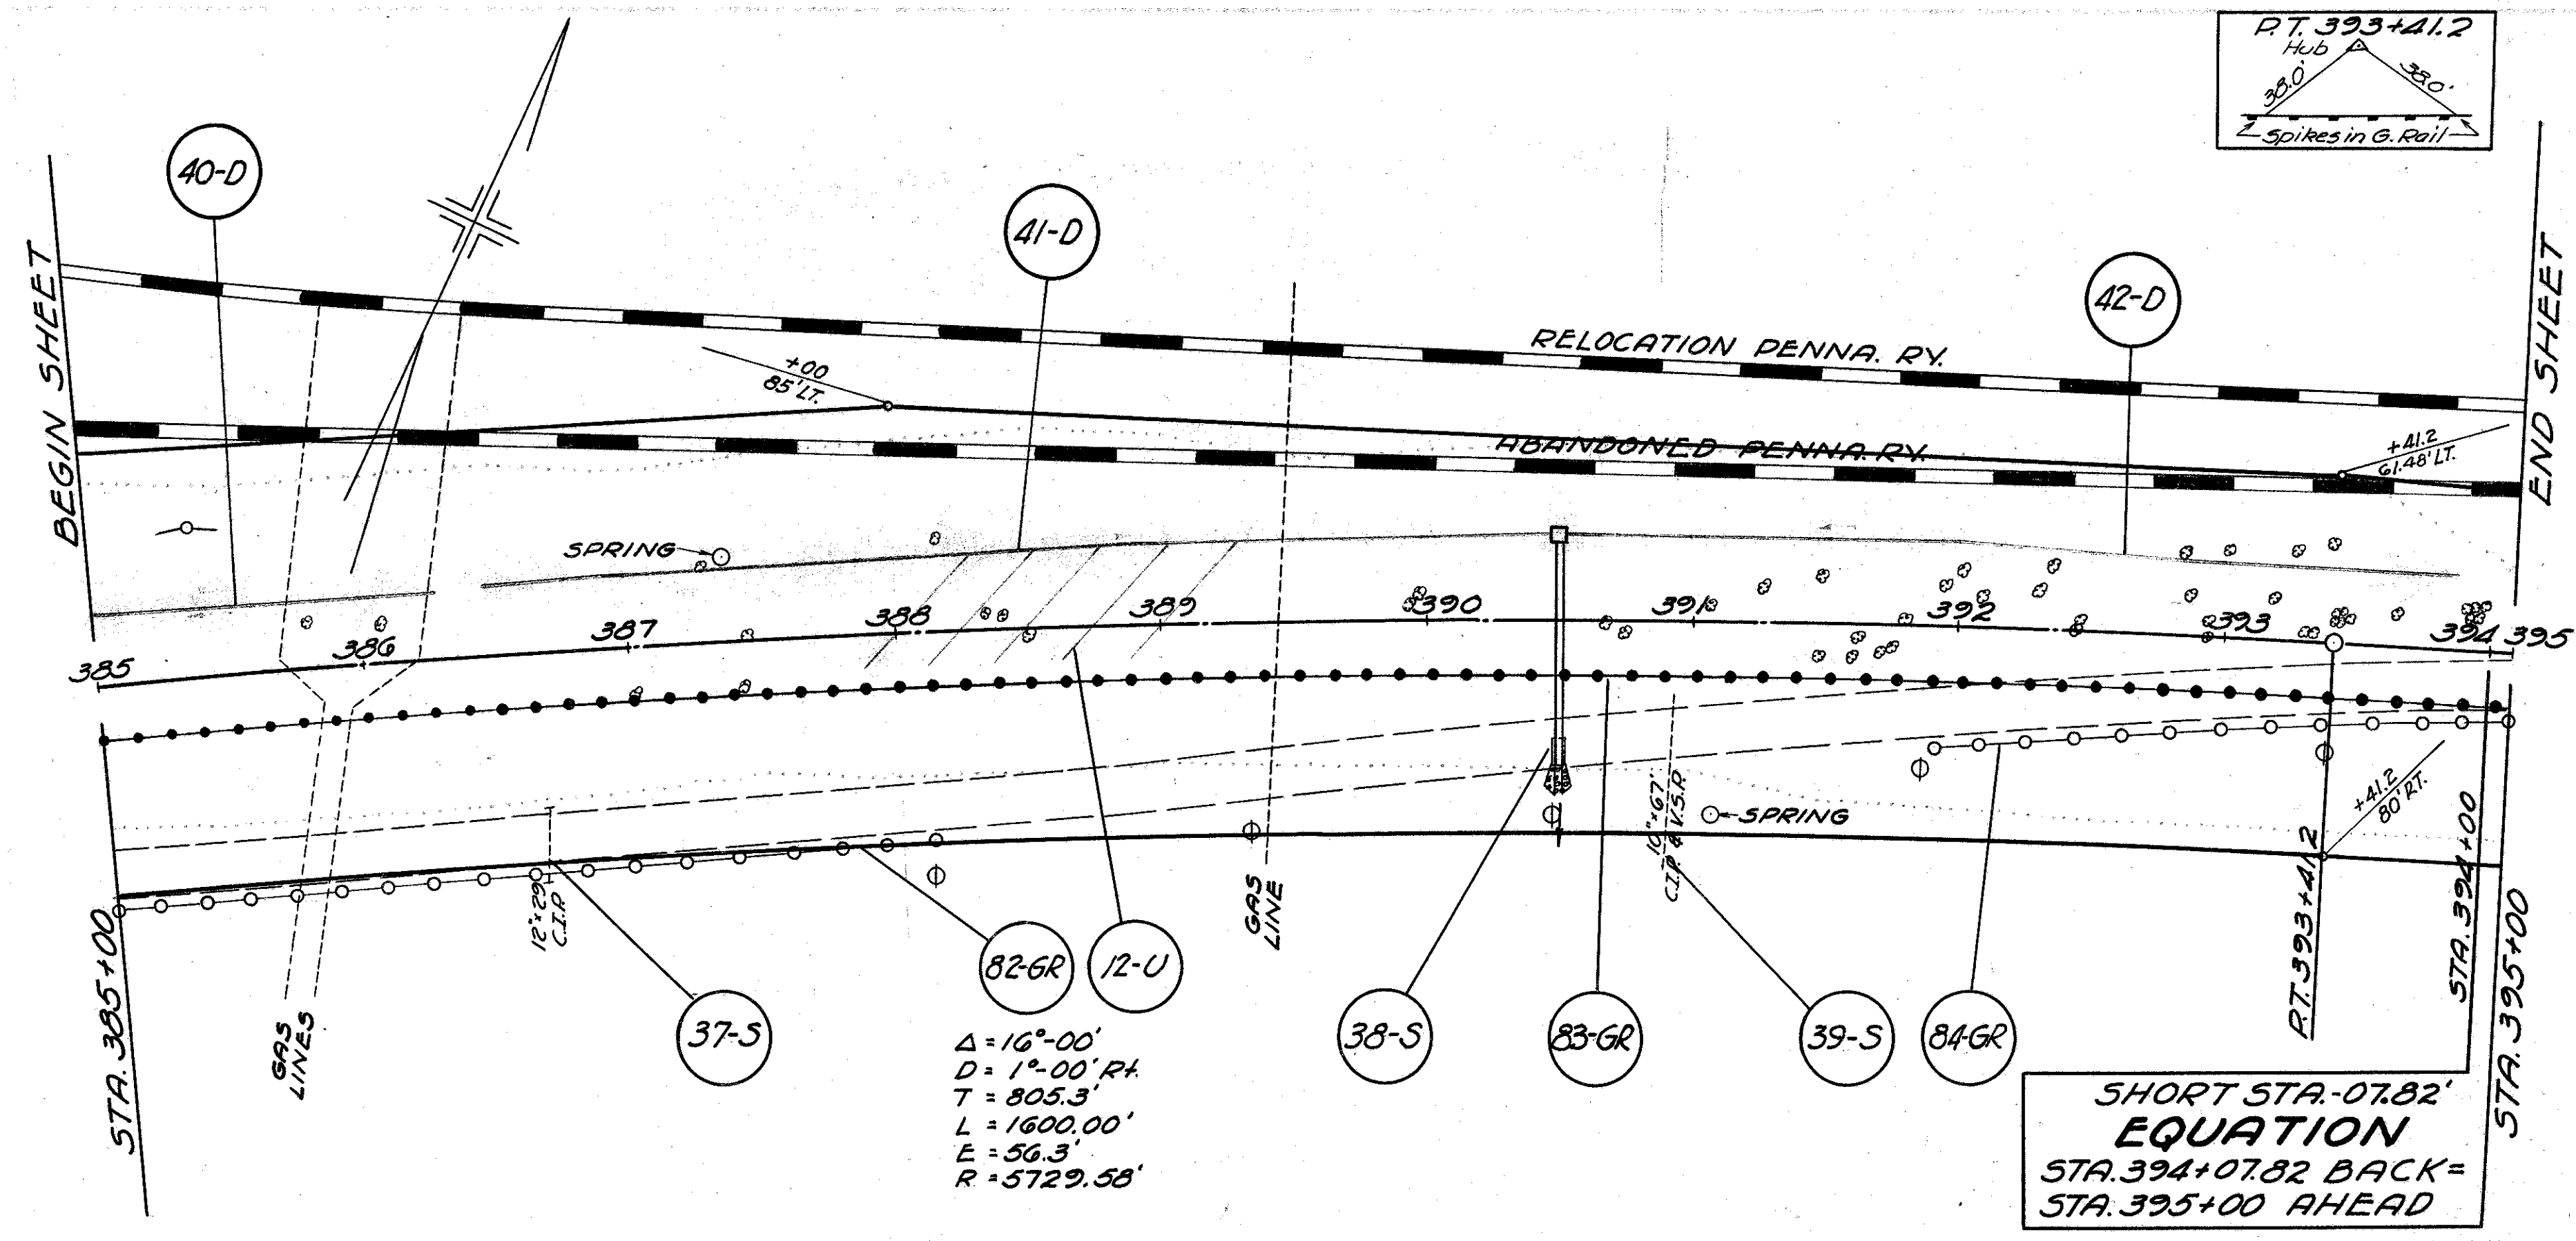 P.T. 393+41.2
Hub
38.0'
38.0'
Spikes in G. Rail
40-D
41-D
42-D
BEGIN SHEET
END SHEET
RELOCATION PENNA. RY.
+00
85' LT.
ABANDONED PENNA. RY.
+41.2
61.48' LT.
SPRING
385
386
387
388
389
390
391
392
393
394
395
SPRING
+41.2
80' RT.
12"x29'
C.I.P.
10"x67'
C.I.P. & V.S.P.
GAS
LINE
GAS
LINES
STA. 385+00
P.T. 393+41.2
STA. 394+00
STA. 395+00
82-GR
12-U
37-S
38-S
83-GR
39-S
84-GR
Δ = 16°-00'
D = 1°-00' Rt.
T = 805.3'
L = 1600.00'
E = 56.3'
R = 5729.58'
SHORT STA.-07.82'
EQUATION
STA. 394+07.82 BACK=
STA. 395+00 AHEAD